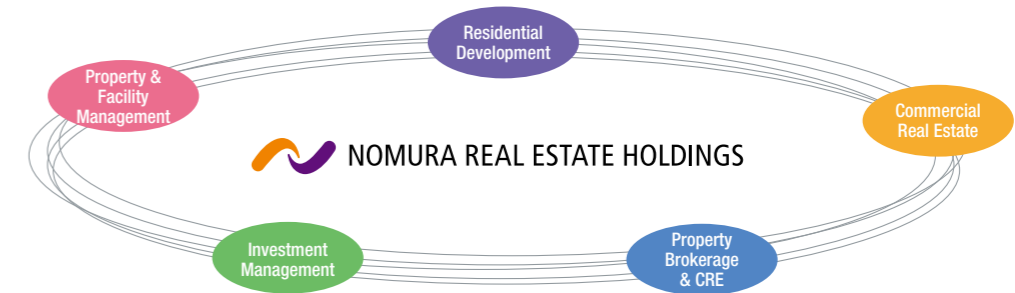 Residential
Development
Property &
Facility
Management
Commercial
Real Estate
NOMURA REAL ESTATE HOLDINGS
Investment
Management
Property
Brokerage
& CRE